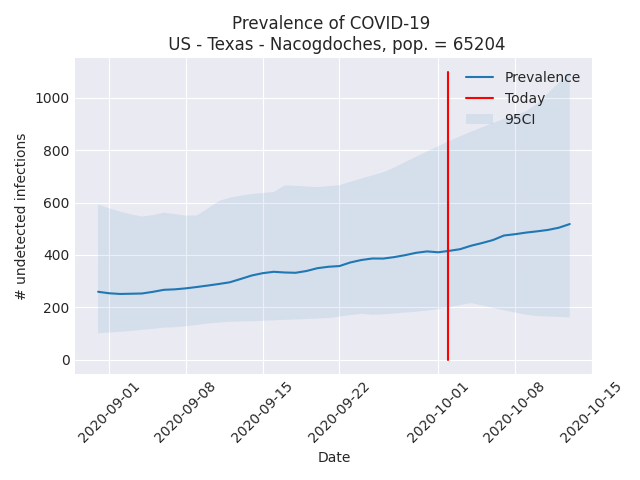 Prevalence of COVID-19
US - Texas - Nacogdoches, pop. = 65204
Prevalence
Today
95CI
# undetected infections
1000
800
600
400
200
0
2020-09-01
2020-09-08
2020-09-15
2020-09-22
2020-10-01
2020-10-08
2020-10-15
Date